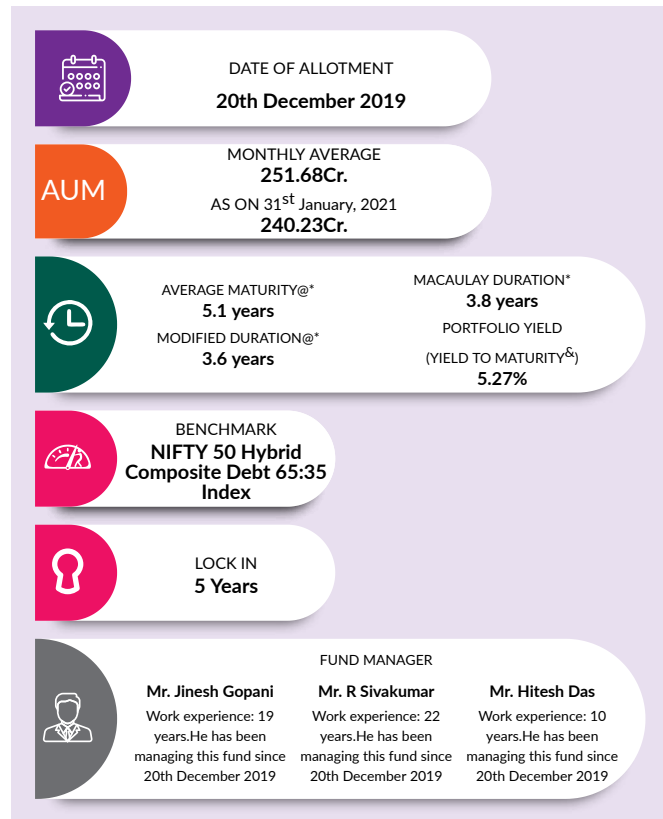 DATE OF ALLOTMENT
20th December 2019
AUM
MONTHLY AVERAGE
251.68Cr.
AS ON 31st January, 2021
240.23Cr.
AVERAGE MATURITY@*
5.1 years
MODIFIED DURATION@*
3.6 years
MACAULAY DURATION*
3.8 years
PORTFOLIO YIELD
(YIELD TO MATURITY&)
5.27%
BENCHMARK
NIFTY 50 Hybrid
Composite Debt 65:35
Index
LOCK IN
5 Years
FUND MANAGER
Mr. Jinesh Gopani
Work experience: 19
years.He has been
managing this fund since
20th December 2019
Mr. R Sivakumar
Work experience: 22
years.He has been
managing this fund since
20th December 2019
Mr. Hitesh Das
Work experience: 10
years.He has been
managing this fund since
20th December 2019